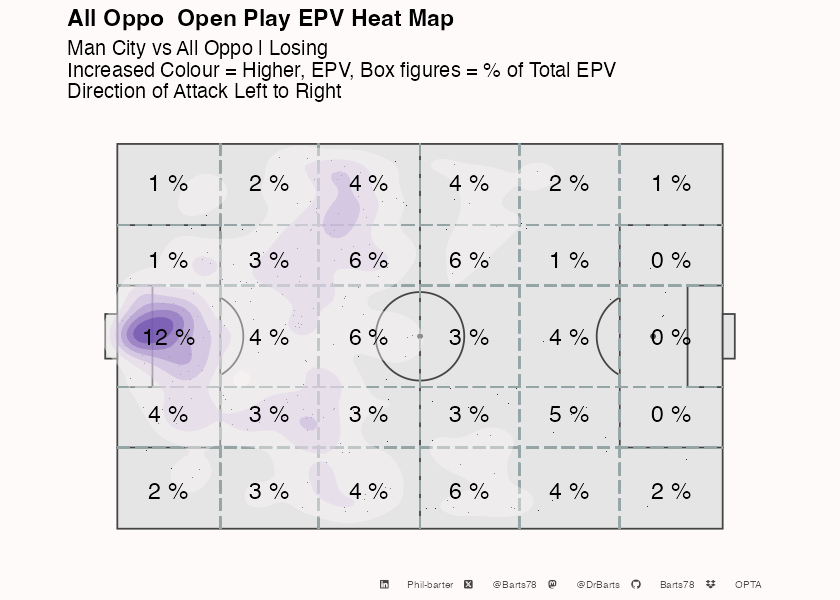 All Oppo  Open Play EPV Heat Map
Man City vs All Oppo | Losing
Increased Colour = Higher, EPV, Box figures = % of Total EPV
Direction of Attack Left to Right
1 % 2 % 4 % 4 % 2 % 1 %
1 % 3 % 6 % 6 % 1 % 0 %
12 % 4 % 6 % 3 % 4 % 0 %
4 % 3 % 3 % 3 % 5 % 0 %
2 % 3 % 4 % 6 % 4 % 2 %
Phil-barter @Barts78 @DrBarts Barts78 OPTA